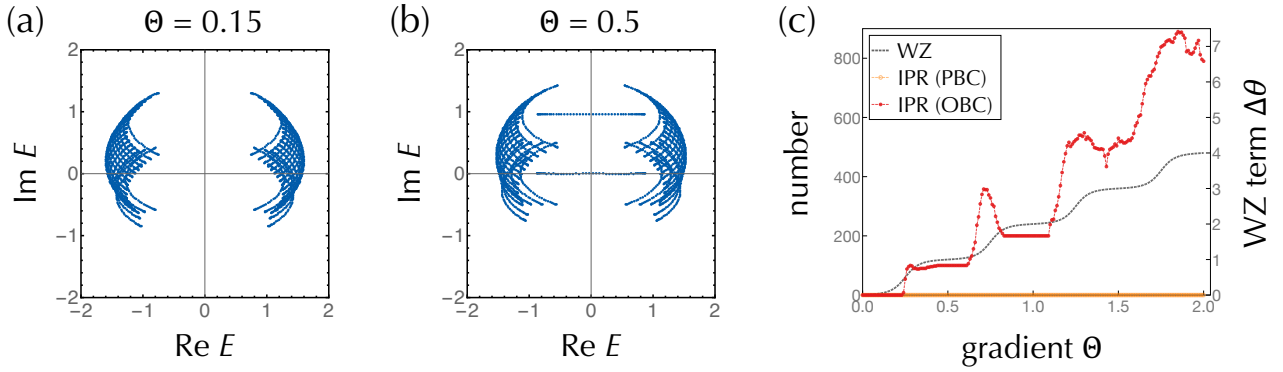 (a)
Θ = 0.15
Im E
2
1
0
−1
−2
−2
−1
0
1
2
Re E
(b)
Θ = 0.5
Im E
2
1
0
−1
−2
−2
−1
0
1
2
Re E
(c)
number
800
600
400
200
0
WZ
IPR (PBC)
IPR (OBC)
7
6
5
4
3
2
1
0
WZ term Δθ
0.0
0.5
1.0
1.5
2.0
gradient Θ